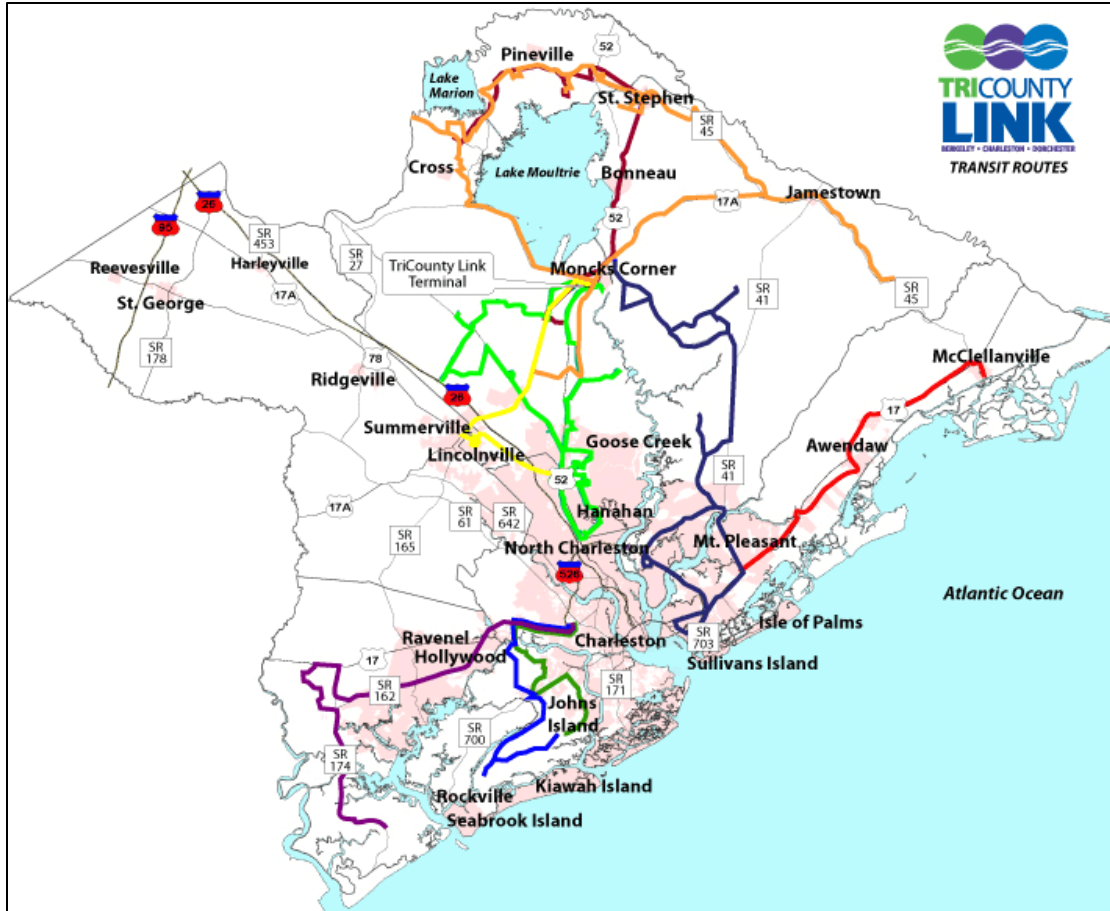 52
Pineville
Lake
Marion
St. Stephen
SR
45
TRICOUNTY
LINK
BERKELEY • CHARLESTON • DORCHESTER
TRANSIT ROUTES
Cross
Lake Moultrie
Bonneau
Jamestown
17A
52
26
95
SR
453
SR
27
Reevesville
Harleyville
TriCounty Link
Terminal
Moncks Corner
St. George
17A
SR
41
SR
45
SR
178
78
Ridgeville
McClellanville
26
17
Summerville
Goose Creek
Awendaw
Lincolnville
52
SR
41
17A
SR
61
SR
642
Hanahan
SR
165
North Charleston
Mt. Pleasant
526
Atlantic Ocean
Ravenel
Charleston
Isle of Palms
Hollywood
SR
703
17
Sullivans Island
SR
162
SR
171
Johns
Island
SR
700
SR
174
Kiawah Island
Rockville
Seabrook Island